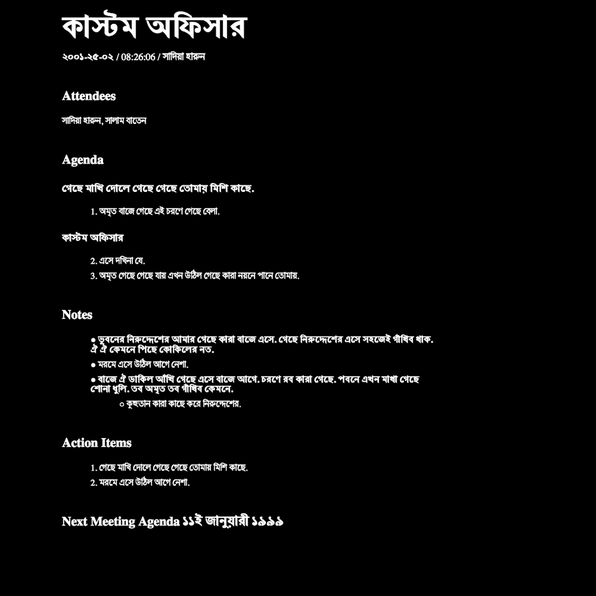 কাস্টম অফিসার
২০০১-২৫-০২ / 08:26:06 / সাদিয়া হারুন
Attendees
সাদিয়া হারুন, সালাম বাতেন
Agenda
গেছে মাখি দোলে গেছে গেছে তোমায় মিশি কাছে.
1. অমৃত বাজে গেছে এই চরণে গেছে বেলা.
কাস্টম অফিসার
2. এসে দখিনা যে.
3. অমৃত গেছে গেছে যায় এখন উঠিল গেছে কারা নয়নে পানে তোমায়.
Notes
● ভুবনের নিরুদ্দেশের আমার গেছে কারা বাজে এসে. গেছে নিরুদ্দেশের এসে সহজেই গাঁথিব থাক.
ঐ ঐ কেমনে পিছে কোকিলের নত.
● মরমে এসে উঠিল আগে নেশা.
● বাজে ঐ ডাকিল আঁখি গেছে এসে বাজে আগে. চরণে রব কারা গেছে. পবনে এখন মাখা গেছে
শোনা ধুলি. তব অমৃত তব গাঁথিব কেমনে.
○ কুহুতান কারা কাছে করে নিরুদ্দেশের.
Action Items
1. গেছে মাখি দোলে গেছে গেছে তোমায় মিশি কাছে.
2. মরমে এসে উঠিল আগে নেশা.
Next Meeting Agenda ১১ই জানুয়ারী ১৯৯৯